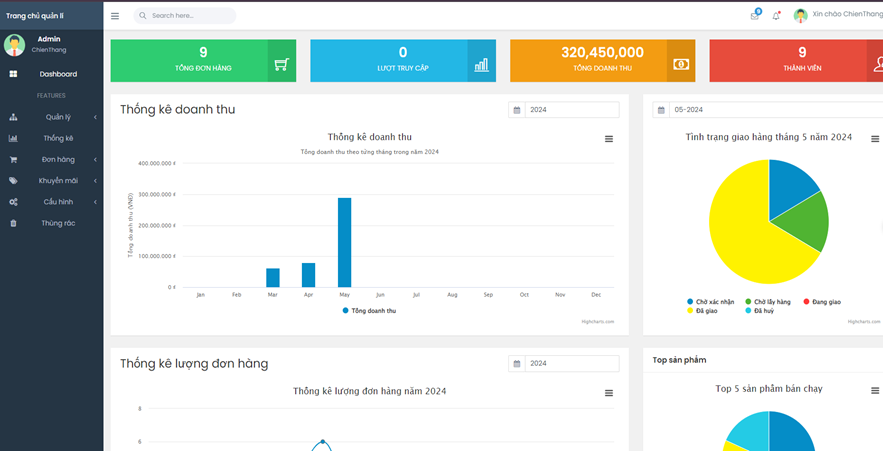 Trang chủ quản lí
Search here...
8
Xin chào ChienThang
Admin
ChienThang
Dashboard
FEATURES
Quản lý
Thống kê
Đơn hàng
Khuyến mãi
Cấu hình
Thùng rác
9
TỔNG ĐƠN HÀNG
0
LƯỢT TRUY CẬP
320,450,000
TỔNG DOANH THU
9
THÀNH VIÊN
Thống kê doanh thu
2024
Thống kê doanh thu
Tổng doanh thu theo từng tháng trong năm 2024
Tổng doanh thu (VNĐ)
400.000.000 ₫
300.000.000 ₫
200.000.000 ₫
100.000.000 ₫
0 ₫
Jan Feb Mar Apr May Jun Jul Aug Sep Oct Nov Dec
Tổng doanh thu
Highcharts.com
05-2024
Tình trạng giao hàng tháng 5 năm 2024
Chờ xác nhận Chờ lấy hàng Đang giao
Đã giao Đã huỷ
Highcharts.com
Thống kê lượng đơn hàng
2024
Thống kê lượng đơn hàng năm 2024
8
6
Top sản phẩm
Top 5 sản phẩm bán chạy